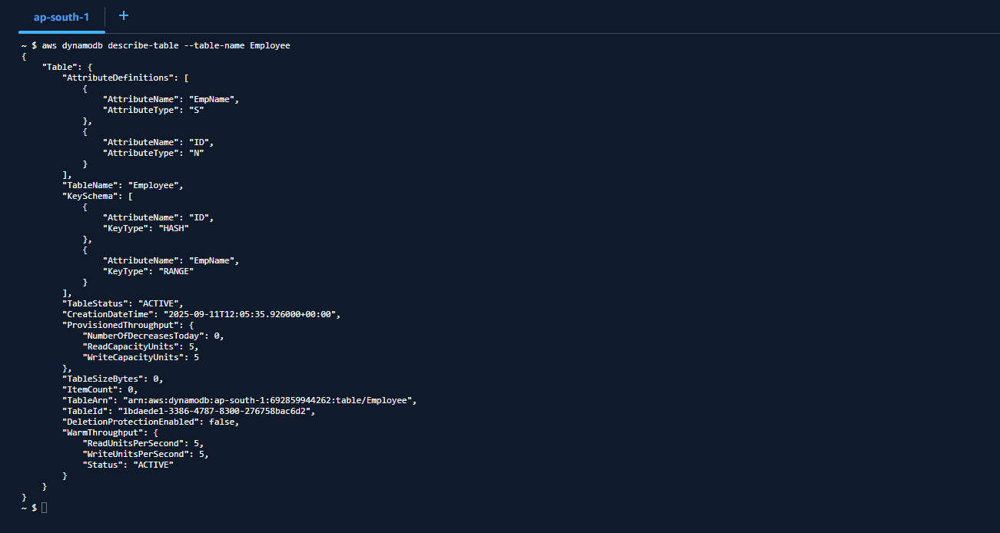 ap-south-1 +
~ $ aws dynamodb describe-table --table-name Employee
{
    "Table": {
        "AttributeDefinitions": [
            {
                "AttributeName": "EmpName",
                "AttributeType": "S"
            },
            {
                "AttributeName": "ID",
                "AttributeType": "N"
            }
        ],
        "TableName": "Employee",
        "KeySchema": [
            {
                "AttributeName": "ID",
                "KeyType": "HASH"
            },
            {
                "AttributeName": "EmpName",
                "KeyType": "RANGE"
            }
        ],
        "TableStatus": "ACTIVE",
        "CreationDateTime": "2025-09-11T12:05:35.926000+00:00",
        "ProvisionedThroughput": {
            "NumberOfDecreasesToday": 0,
            "ReadCapacityUnits": 5,
            "WriteCapacityUnits": 5
        },
        "TableSizeBytes": 0,
        "ItemCount": 0,
        "TableArn": "arn:aws:dynamodb:ap-south-1:692859944262:table/Employee",
        "TableId": "1bdaede1-3386-4787-8300-276758bac6d2",
        "DeletionProtectionEnabled": false,
        "WarmThroughput": {
            "ReadUnitsPerSecond": 5,
            "WriteUnitsPerSecond": 5,
            "Status": "ACTIVE"
        }
    }
}
~ $